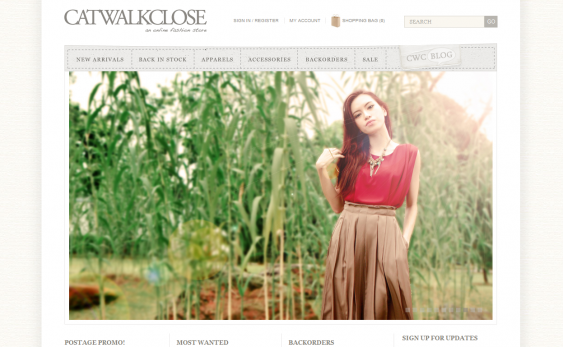 CATWALKCLOSE
an online fashion store
SIGN IN / REGISTER
MY ACCOUNT
SHOPPING BAG (0)
SEARCH
GO
NEW ARRIVALS
BACK IN STOCK
APPARELS
ACCESSORIES
BACKORDERS
SALE
CWC BLOG
POSTAGE PROMO!
MOST WANTED
BACKORDERS
SIGN UP FOR UPDATES